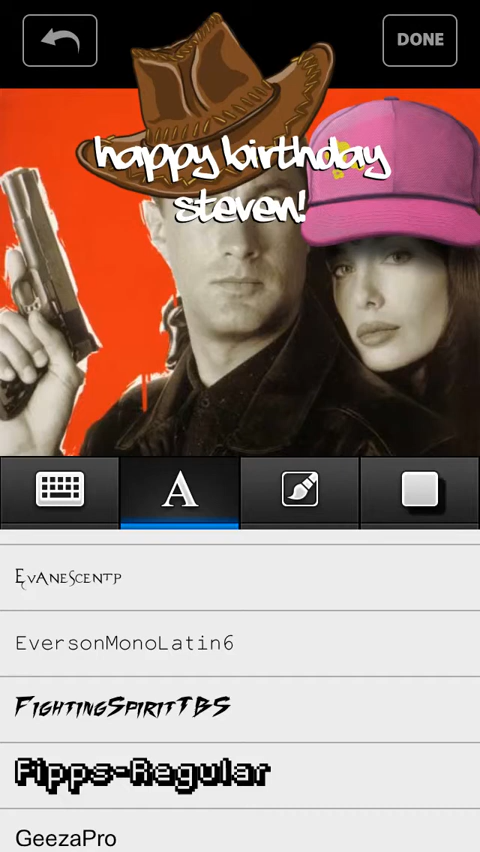 DONE
happy birthday
steven!
A
EvanescentP
EversonMonoLatin6
FightingSpiritTBS
Pipps-Regular
GeezaPro